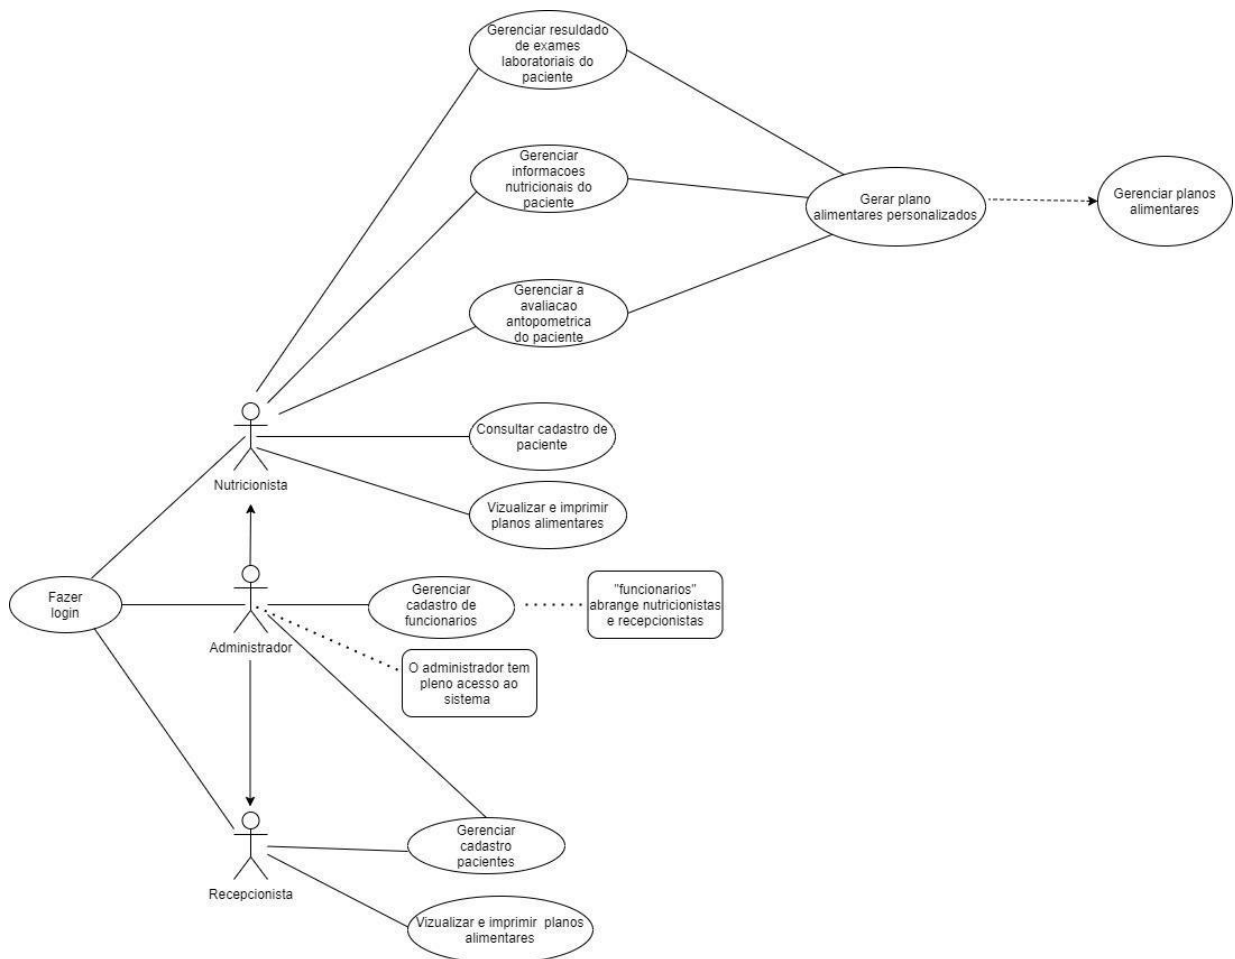 Gerenciar resuldado
de exames
laboratoriais do
paciente
Gerenciar
informacoes
nutricionais do
paciente
Gerar plano
alimentares personalizados
Gerenciar planos
alimentares
Gerenciar a
avaliacao
antopometrica
do paciente
Consultar cadastro de
paciente
Nutricionista
Vizualizar e imprimir
planos alimentares
Fazer
login
Administrador
Gerenciar
cadastro de
funcionarios
"funcionarios"
abrange nutricionistas
e recepcionistas
O administrador tem
pleno acesso ao
sistema
Gerenciar
cadastro
pacientes
Recepcionista
Vizualizar e imprimir planos
alimentares